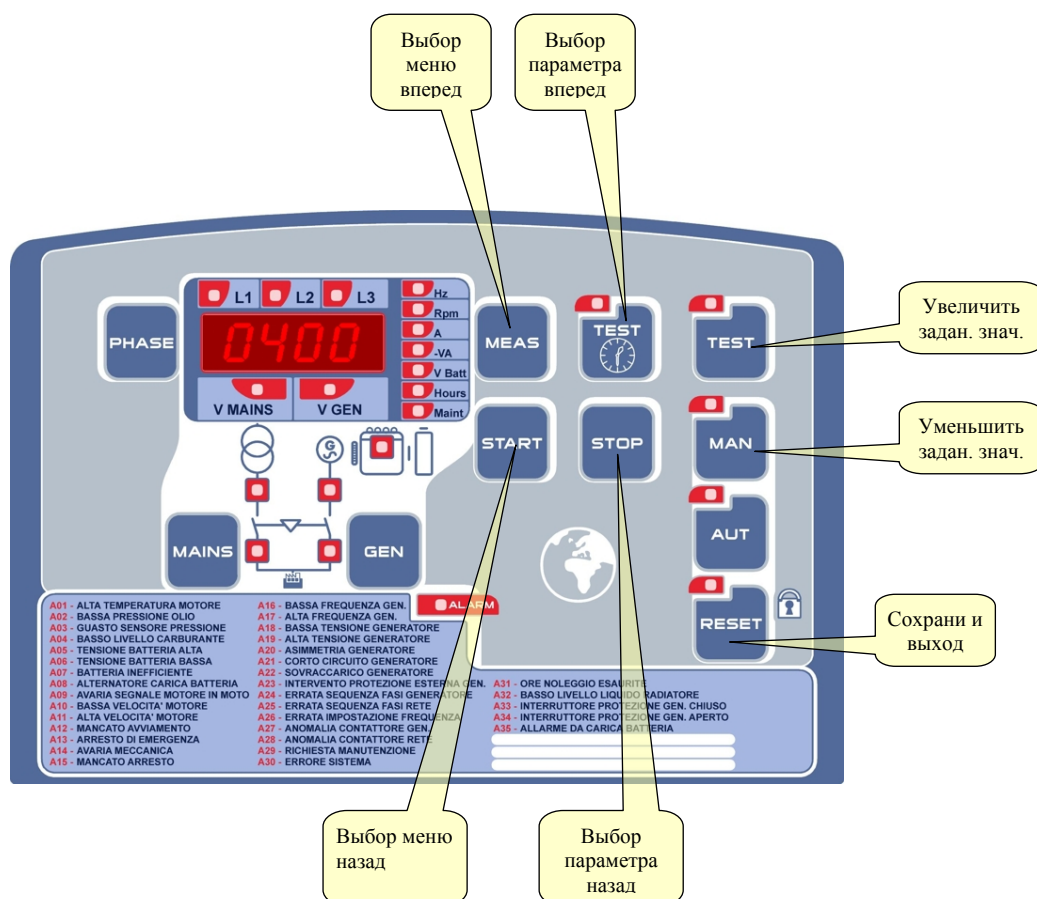 Выбор
меню
вперед
Выбор
параметра
вперед
L1 L2 L3
Hz
Rpm
A
-VA
V Batt
Hours
Maint
PHASE
0400
MEAS
TEST
TEST
Увеличить
задан. знач.
V MAINS V GEN
G
START
STOP
MAN
Уменьшить
задан. знач.
MAINS
GEN
AUT
ALARM
RESET
Сохрани и
выход
A01 - ALTA TEMPERATURA MOTORE
A02 - BASSA PRESSIONE OLIO
A03 - GUASTO SENSORE PRESSIONE
A04 - BASSO LIVELLO CARBURANTE
A05 - TENSIONE BATTERIA ALTA
A06 - TENSIONE BATTERIA BASSA
A07 - BATTERIA INEFFICIENTE
A08 - ALTERNATORE CARICA BATTERIA
A09 - AVARIA SEGNALE MOTORE IN MOTO
A10 - BASSA VELOCITA' MOTORE
A11 - ALTA VELOCITA' MOTORE
A12 - MANCATO AVVIAMENTO
A13 - ARRESTO DI EMERGENZA
A14 - AVARIA MECCANICA
A15 - MANCATO ARRESTO
A16 - BASSA FREQUENZA GEN.
A17 - ALTA FREQUENZA GEN.
A18 - BASSA TENSIONE GENERATORE
A19 - ALTA TENSIONE GENERATORE
A20 - ASIMMETRIA GENERATORE
A21 - CORTO CIRCUITO GENERATORE
A22 - SOVRACCARICO GENERATORE
A23 - INTERVENTO PROTEZIONE ESTERNA GEN.
A24 - ERRATA SEQUENZA FASI GENERATORE
A25 - ERRATA SEQUENZA FASI RETE
A26 - ERRATA IMPOSTAZIONE FREQUENZA
A27 - ANOMALIA CONTATTORE GEN.
A28 - ANOMALIA CONTATTORE RETE
A29 - RICHIESTA MANUTENZIONE
A30 - ERRORE SISTEMA
A31 - ORE NOLEGGIO ESAURITE
A32 - BASSO LIVELLO LIQUIDO RADIATORE
A33 - INTERRUTTORE PROTEZIONE GEN. CHIUSO
A34 - INTERRUTTORE PROTEZIONE GEN. APERTO
A35 - ALLARME DA CARICA BATTERIA
Выбор меню
назад
Выбор
параметра
назад